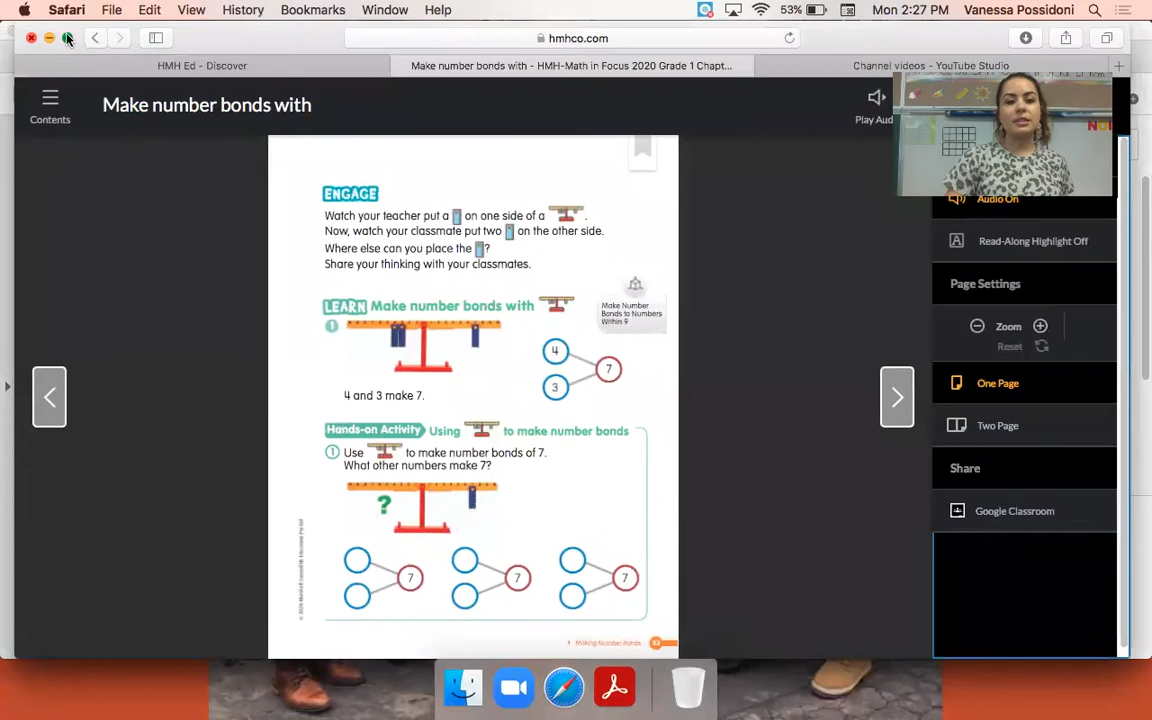 Safari File Edit View History Bookmarks Window Help 53% Mon 2:27 PM Vanessa Possidoni
hmhco.com
HMH Ed - Discover Make number bonds with - HMH-Math in Focus 2020 Grade 1 Chapt... Channel videos - YouTube Studio
Contents Make number bonds with Play Au
ENGAGE
Watch your teacher put a on one side of a .
Now, watch your classmate put two on the other side.
Where else can you place the ?
Share your thinking with your classmates.
LEARN Make number bonds with
Make Number
Bonds to Numbers
Within 9
1
4
7
3
4 and 3 make 7.
Hands-on Activity Using to make number bonds
1 Use to make number bonds of 7.
What other numbers make 7?
?
7 7 7
1 Making Number Bonds 93
Audio On
Read-Along Highlight Off
Page Settings
Zoom
Reset
One Page
Two Page
Share
Google Classroom